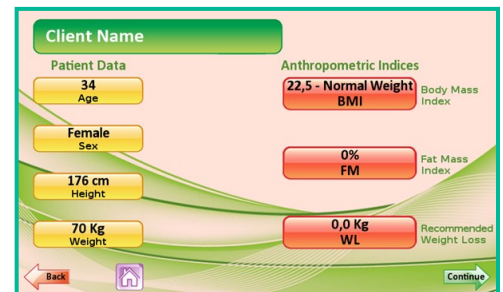 Client Name
Patient Data
34
Age
Female
Sex
176 cm
Height
70 Kg
Weight
Anthropometric Indices
22,5 - Normal Weight
BMI
Body Mass
Index
0%
FM
Fat Mass
Index
0,0 Kg
WL
Recommended
Weight Loss
Back
Continue